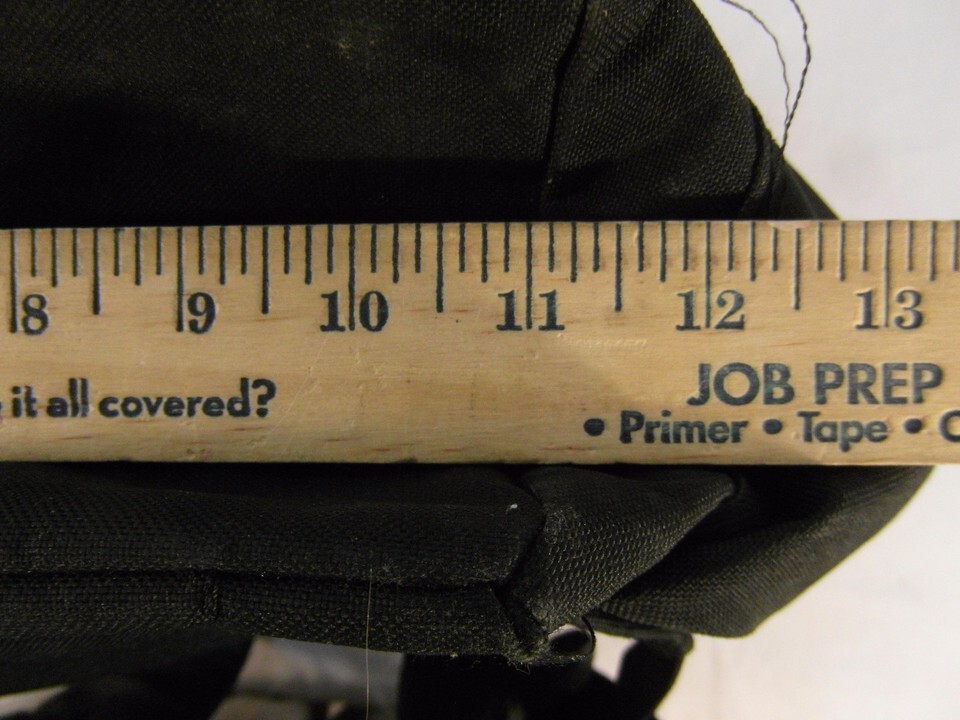 8 9 10 11 12 13
it all covered?
JOB PREP
• Primer • Tape •